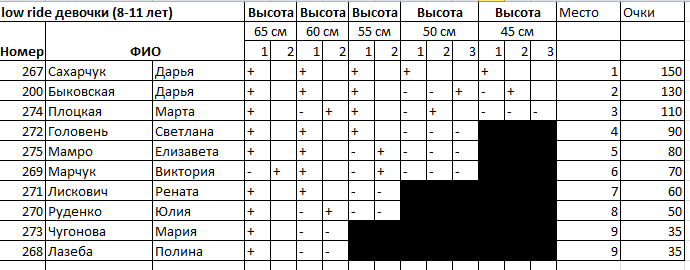 low ride девочки (8-11 лет) Высота Высота Высота Высота Высота Место Очки
65 см 60 см 55 см 50 см 45 см
Номер ФИО 1 2 1 2 1 2 1 2 3 1 2 3
267 Сахарчук Дарья + + + + + 1 150
200 Быковская Дарья + + + - - + - + 2 130
274 Плоцкая Марта + - + + - + - - - 3 110
272 Головень Светлана + + + - - - 4 90
275 Мамро Елизавета + + - + - - - 5 80
269 Марчук Виктория - + + - + - - - 6 70
271 Лискович Рената + + - - 7 60
270 Руденко Юлия + - + - - 8 50
273 Чугонова Мария + - - 9 35
268 Лазеба Полина + - - 9 35